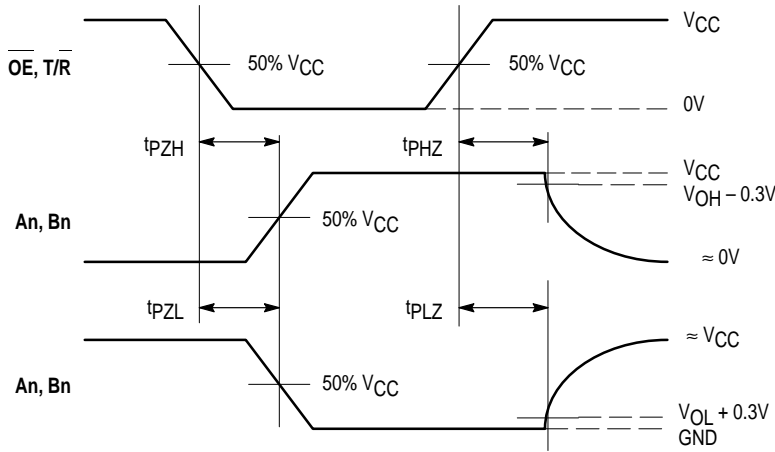 VCC
OE, T/R
50% VCC
50% VCC
0V
tPZH
tPHZ
VCC
VOH – 0.3V
An, Bn
50% VCC
≈ 0V
tPZL
tPLZ
≈ VCC
An, Bn
50% VCC
VOL + 0.3V
GND